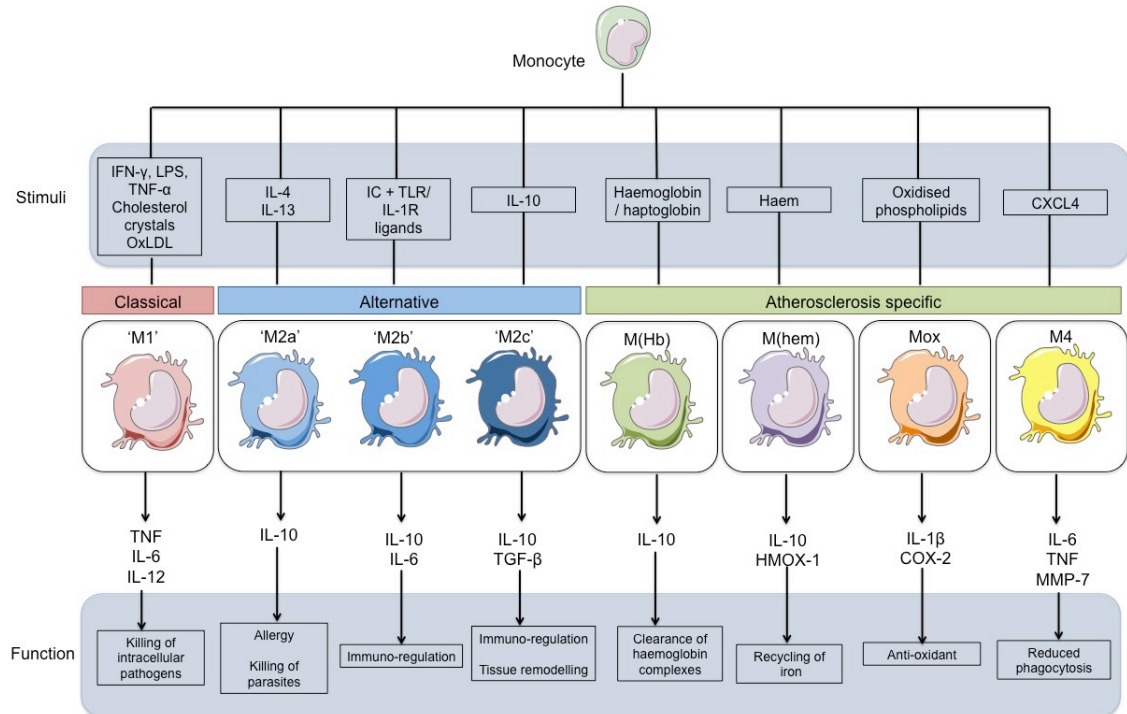 Monocyte
Stimuli
IFN-γ, LPS,
TNF-α
Cholesterol
crystals
OxLDL
IL-4
IL-13
IC + TLR/
IL-1R
ligands
IL-10
Haemoglobin
/ haptoglobin
Haem
Oxidised
phospholipids
CXCL4
Classical
Alternative
Atherosclerosis specific
‘M1’
‘M2a’
‘M2b’
‘M2c’
M(Hb)
M(hem)
Mox
M4
TNF
IL-6
IL-12
IL-10
IL-10
IL-6
IL-10
TGF-β
IL-10
IL-10
HMOX-1
IL-1β
COX-2
IL-6
TNF
MMP-7
Function
Killing of
intracellular
pathogens
Allergy
Killing of
parasites
Immuno-regulation
Immuno-regulation
Tissue remodelling
Clearance of
haemoglobin
complexes
Recycling of
iron
Anti-oxidant
Reduced
phagocytosis